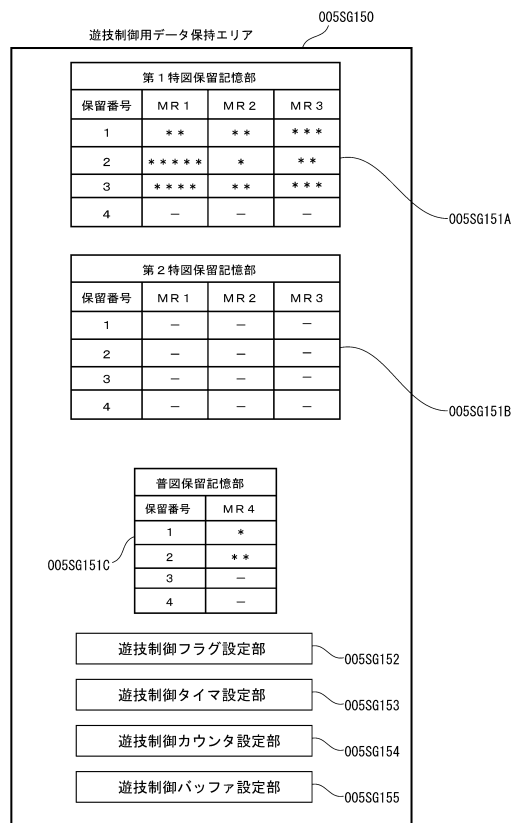 005SG150
遊技制御用データ保持エリア
第1特図保留記憶部
保留番号 MR1 MR2 MR3
1 ** ** ***
2 ***** * **
3 **** ** ***
4 － － －
005SG151A
第2特図保留記憶部
保留番号 MR1 MR2 MR3
1 － － －
2 － － －
3 － － －
4 － － －
005SG151B
普図保留記憶部
保留番号 MR4
1 *
2 **
3 －
4 －
005SG151C
遊技制御フラグ設定部 005SG152
遊技制御タイマ設定部 005SG153
遊技制御カウンタ設定部 005SG154
遊技制御バッファ設定部 005SG155